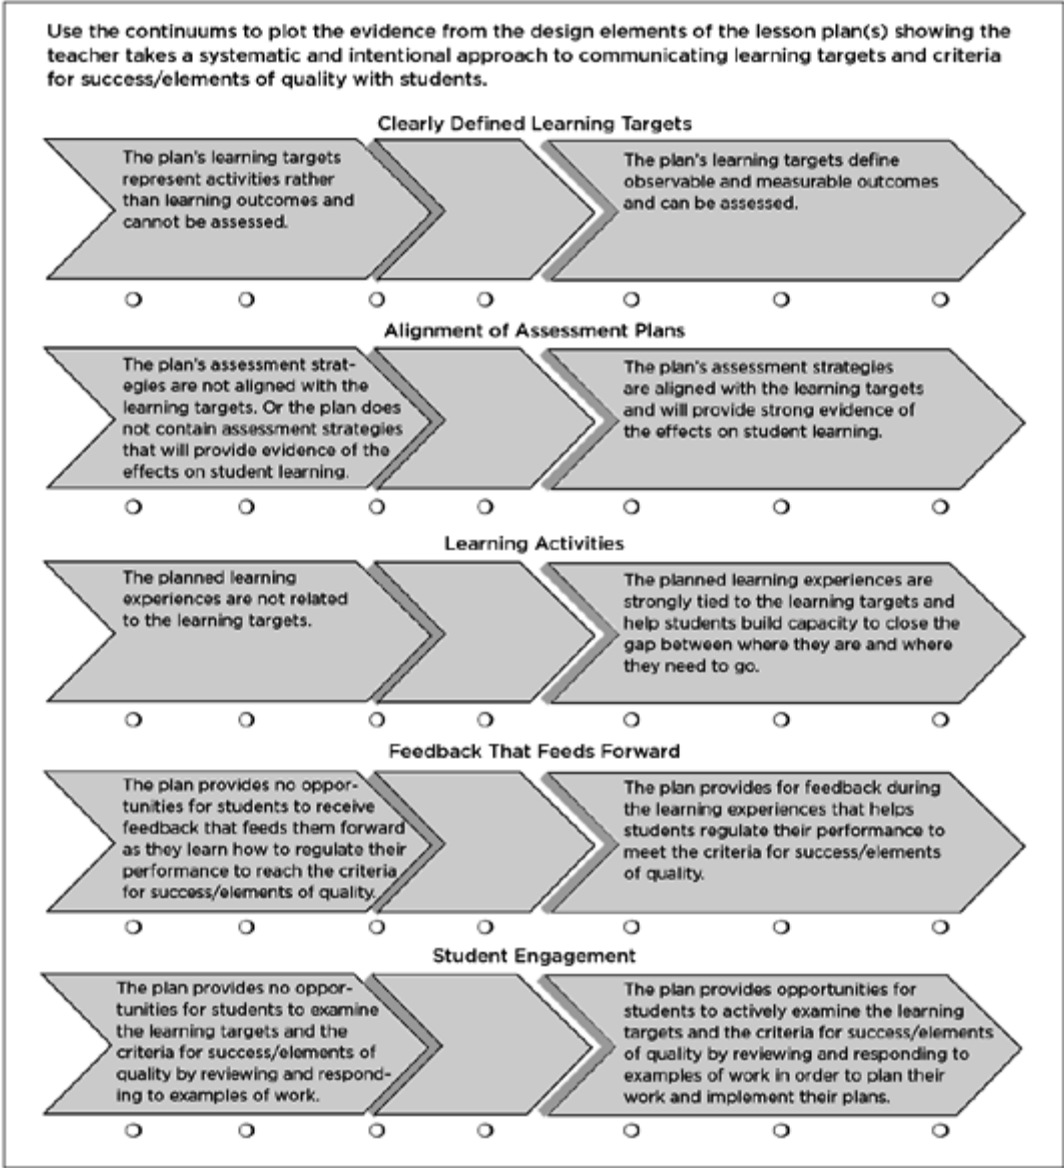 Use the continuums to plot the evidence from the design elements of the lesson plan(s) showing the
teacher takes a systematic and intentional approach to communicating learning targets and criteria
for success/elements of quality with students.
Clearly Defined Learning Targets
The plan's learning targets
represent activities rather
than learning outcomes and
cannot be assessed.
The plan's learning targets define
observable and measurable outcomes
and can be assessed.
Alignment of Assessment Plans
The plan's assessment strat-
egies are not aligned with the
learning targets. Or the plan does
not contain assessment strategies
that will provide evidence of the
effects on student learning.
The plan's assessment strategies
are aligned with the learning targets
and will provide strong evidence of
the effects on student learning.
Learning Activities
The planned learning
experiences are not related
to the learning targets.
The planned learning experiences are
strongly tied to the learning targets and
help students build capacity to close the
gap between where they are and where
they need to go.
Feedback That Feeds Forward
The plan provides no oppor-
tunities for students to receive
feedback that feeds them forward
as they learn how to regulate their
performance to reach the criteria
for success/elements of quality.
The plan provides for feedback during
the learning experiences that helps
students regulate their performance to
meet the criteria for success/elements
of quality.
Student Engagement
The plan provides no oppor-
tunities for students to examine
the learning targets and the
criteria for success/elements of
quality by reviewing and respond-
ing to examples of work.
The plan provides opportunities for
students to actively examine the learning
targets and the criteria for success/elements
of quality by reviewing and responding to
examples of work in order to plan their
work and implement their plans.